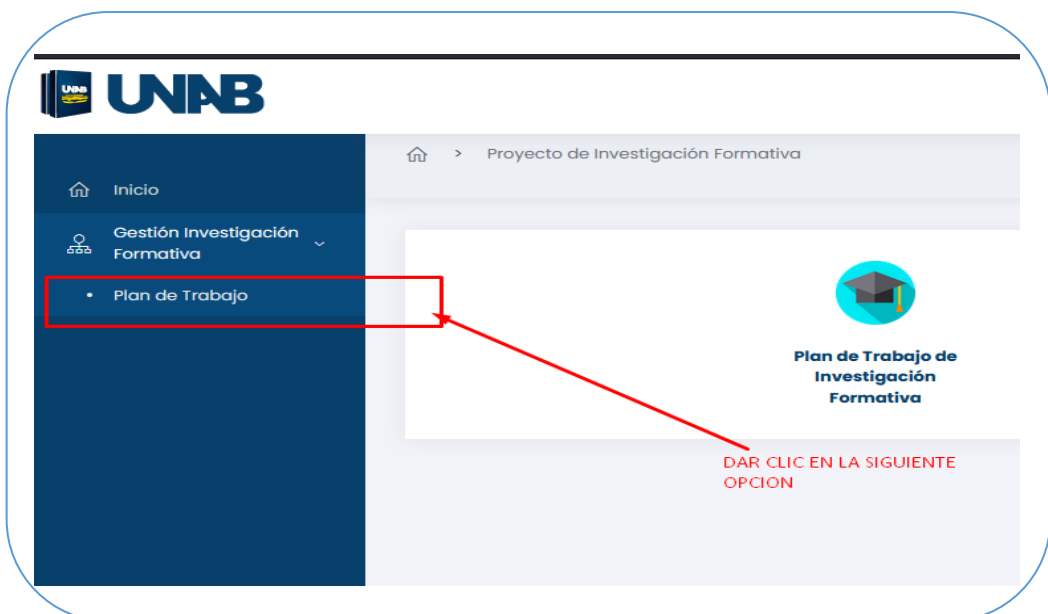 UNAB
UNAB
Proyecto de Investigación Formativa
Inicio
Gestión Investigación
Formativa
Plan de Trabajo
Plan de Trabajo de
Investigación
Formativa
DAR CLIC EN LA SIGUIENTE
OPCION